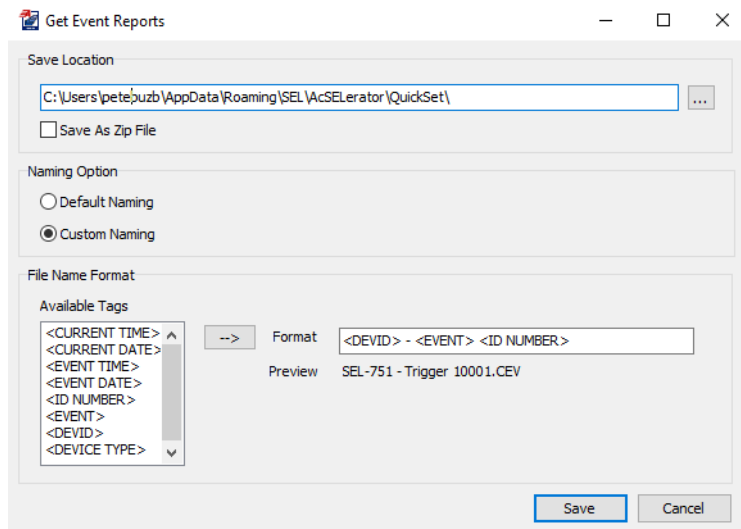 Get Event Reports
Save Location
C:\Users\petebuzb\AppData\Roaming\SEL\AcSELerator\QuickSet\
...
Save As Zip File
Naming Option
Default Naming
Custom Naming
File Name Format
Available Tags
<CURRENT TIME>
<CURRENT DATE>
<EVENT TIME>
<EVENT DATE>
<ID NUMBER>
<EVENT>
<DEVID>
<DEVICE TYPE>
-->
Format
<DEVID> - <EVENT> <ID NUMBER>
Preview
SEL-751 - Trigger 10001.CEV
Save
Cancel